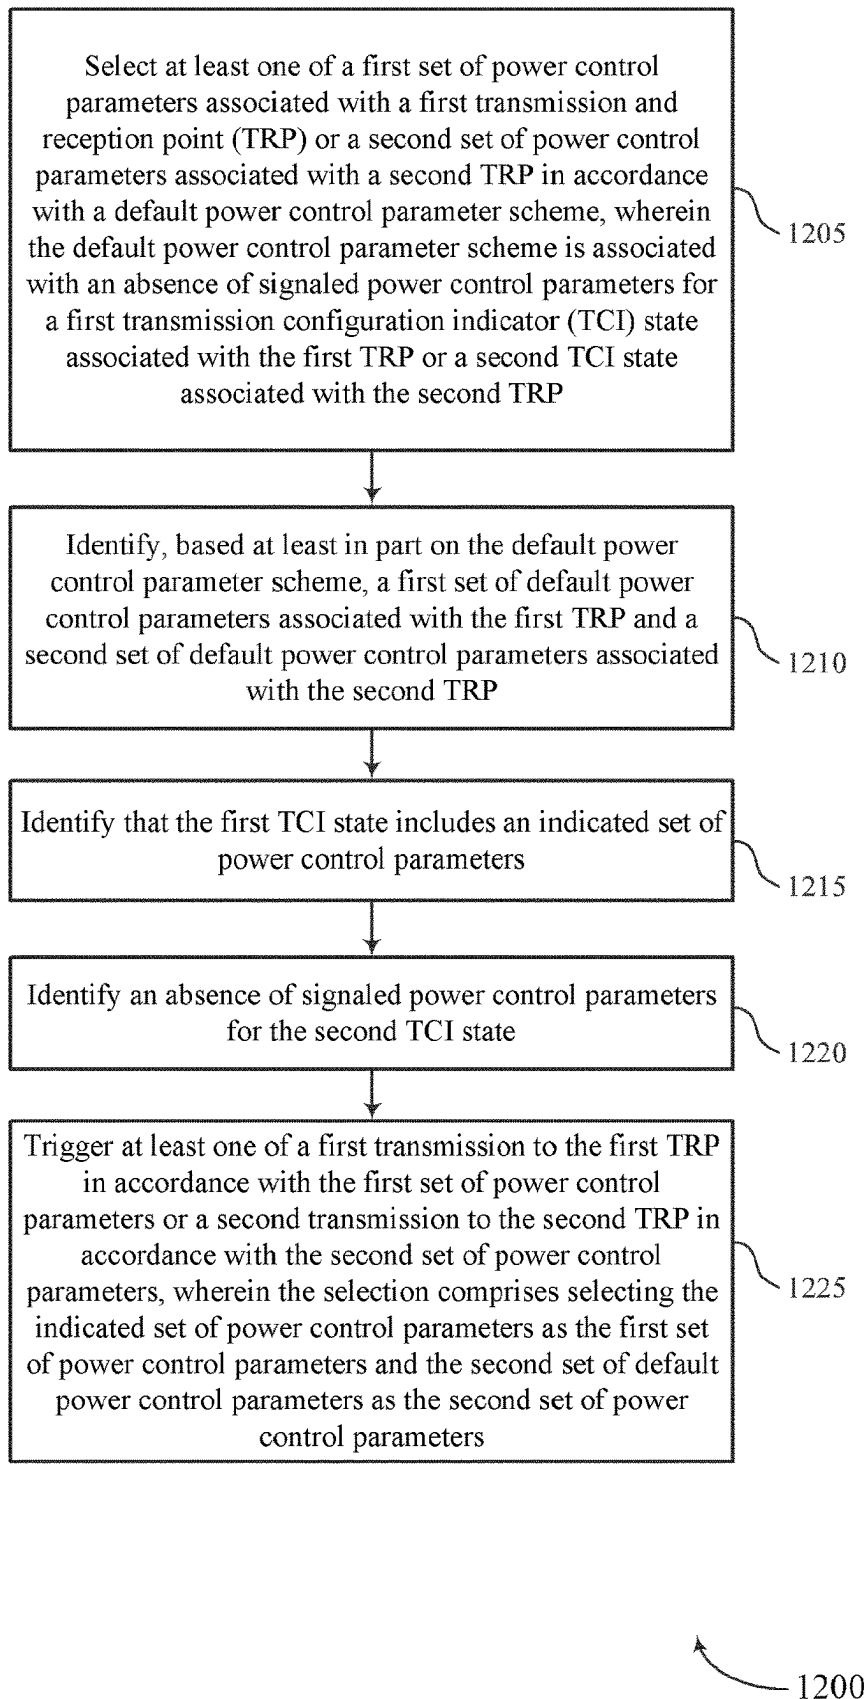 Select at least one of a first set of power control
parameters associated with a first transmission and
reception point (TRP) or a second set of power control
parameters associated with a second TRP in accordance
with a default power control parameter scheme, wherein
the default power control parameter scheme is associated
with an absence of signaled power control parameters for
a first transmission configuration indicator (TCI) state
associated with the first TRP or a second TCI state
associated with the second TRP
1205
Identify, based at least in part on the default power
control parameter scheme, a first set of default power
control parameters associated with the first TRP and a
second set of default power control parameters associated
with the second TRP
1210
Identify that the first TCI state includes an indicated set of
power control parameters
1215
Identify an absence of signaled power control parameters
for the second TCI state
1220
Trigger at least one of a first transmission to the first TRP
in accordance with the first set of power control
parameters or a second transmission to the second TRP in
accordance with the second set of power control
parameters, wherein the selection comprises selecting the
indicated set of power control parameters as the first set
of power control parameters and the second set of default
power control parameters as the second set of power
control parameters
1225
1200